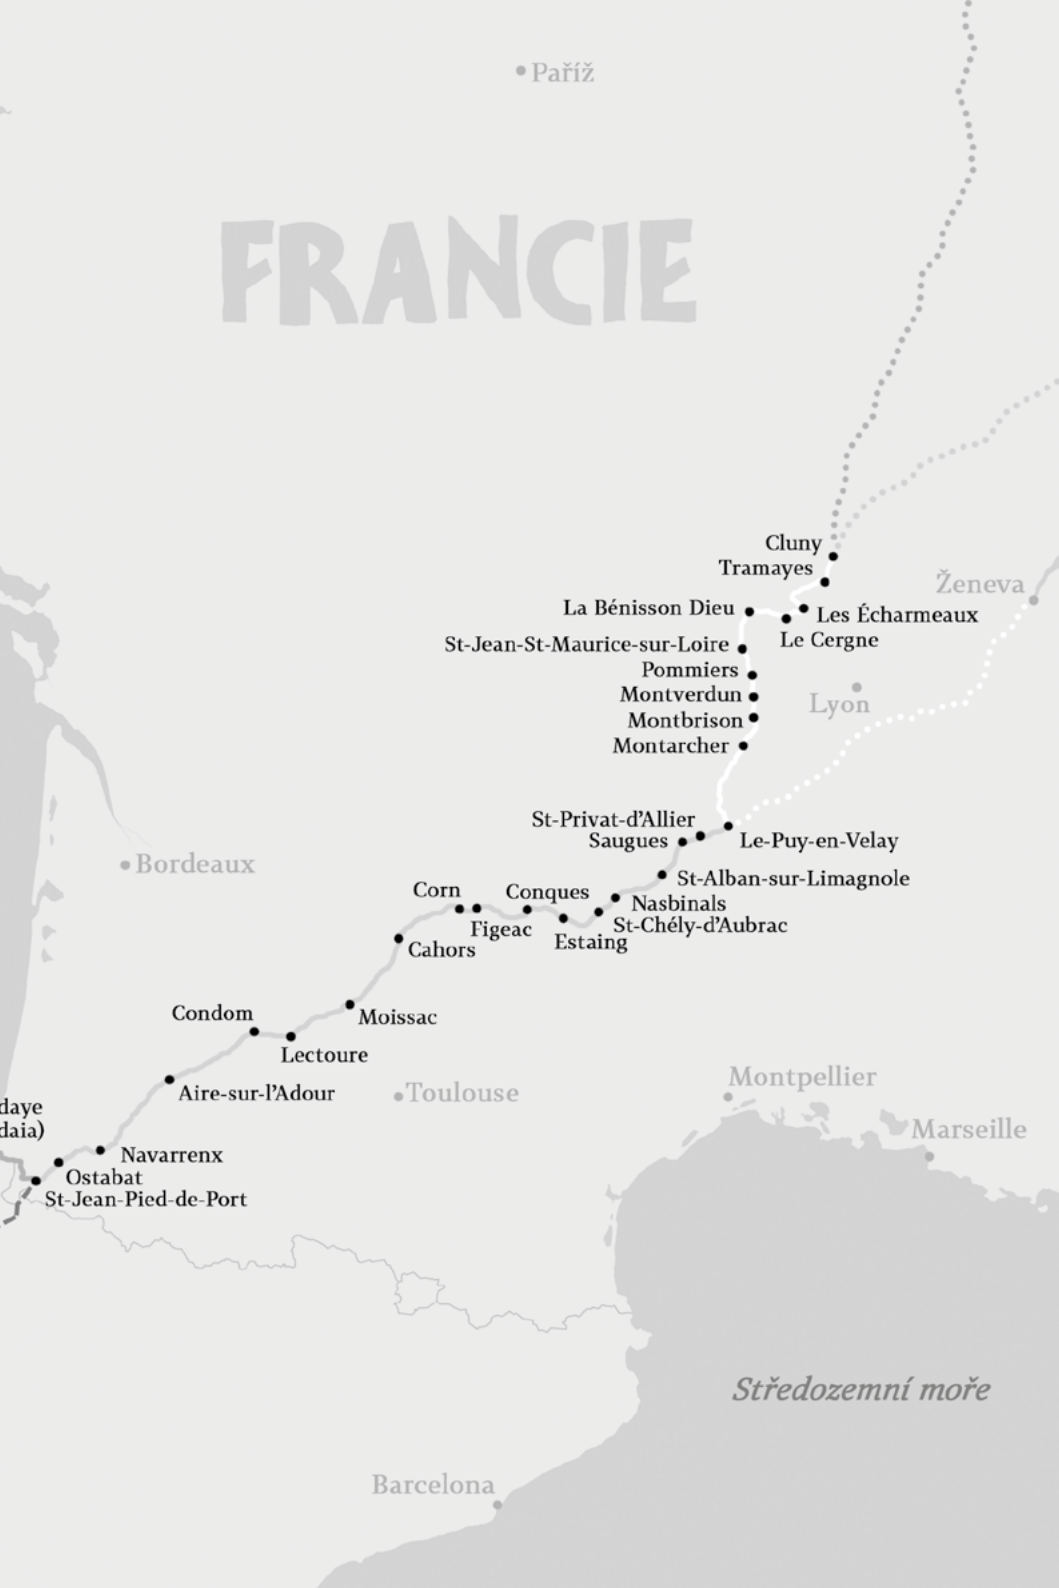 Paříž
FRANCIE
Cluny
Tramayes
Ženeva
La Bénisson Dieu
Les Écharmeaux
Le Cergne
St-Jean-St-Maurice-sur-Loire
Pommiers
Montverdun
Lyon
Montbrison
Montarcher
St-Privat-d’Allier
Saugues
Le-Puy-en-Velay
Bordeaux
St-Alban-sur-Limagnole
Corn
Conques
Nasbinals
St-Chély-d’Aubrac
Figeac
Estaing
Cahors
Condom
Moissac
Lectoure
Montpellier
Aire-sur-l’Adour
Toulouse
daye
daia)
Marseille
Navarrenx
Ostabat
St-Jean-Pied-de-Port
Středozemní moře
Barcelona